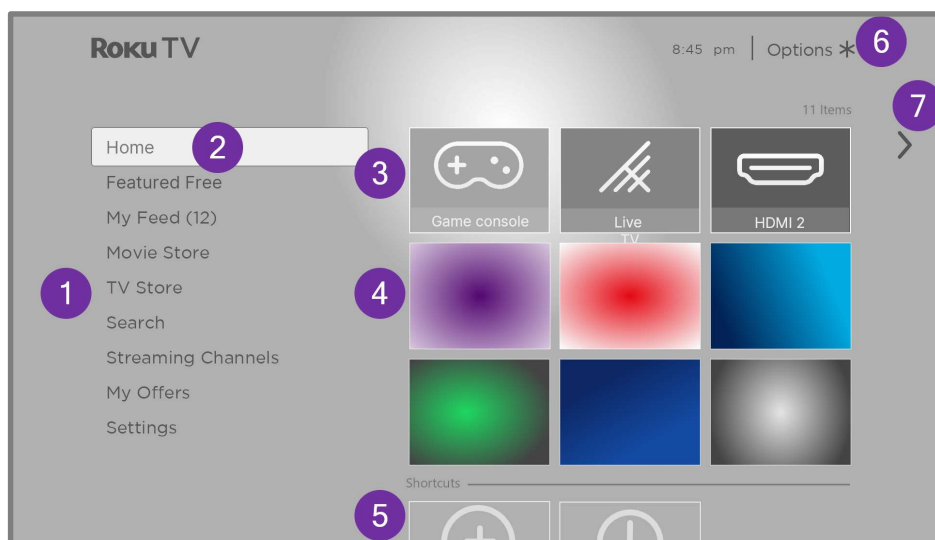 Roku TV
8:45 pm | Options *
6
7
11 Items
Home
2
Featured Free
My Feed (12)
Movie Store
1
TV Store
Search
Streaming Channels
My Offers
Settings
3
Game console
Live
TV
HDMI 2
4
Shortcuts
5